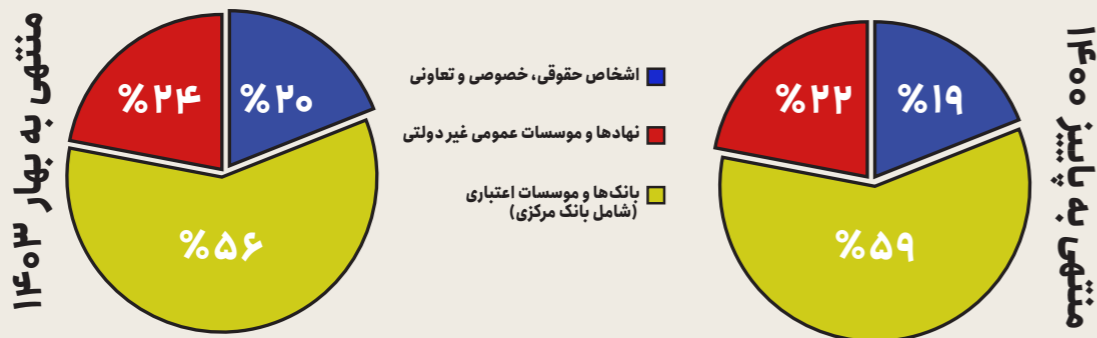 منتهی به پاییز ۱۴۰۰
%۱۹
%۲۲
%۵۹
اشخاص حقوقی، خصوصی و تعاونی
نهادها و موسسات عمومی غیر دولتی
بانک‌ها و موسسات اعتباری
(شامل بانک مرکزی)
%۲۰
%۲۴
%۵۶
منتهی به بهار ۱۴۰۳